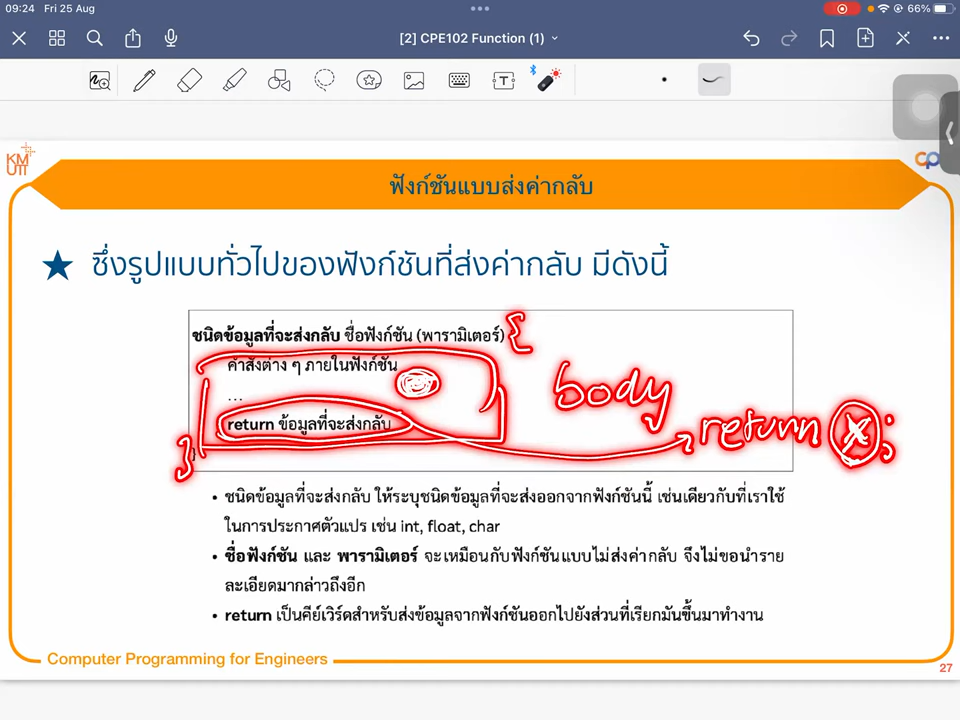 09:24 Fri 25 Aug
66%
[2] CPE102 Function (1)
KM
UTT
cp
ฟังก์ชันแบบส่งค่ากลับ
ซึ่งรูปแบบทั่วไปของฟังก์ชันที่ส่งค่ากลับ มีดังนี้
ชนิดข้อมูลที่จะส่งกลับ ชื่อฟังก์ชัน (พารามิเตอร์) {
คำสั่งต่าง ๆ ภายในฟังก์ชัน
...
body
return ข้อมูลที่จะส่งกลับ
return x ;
}
• ชนิดข้อมูลที่จะส่งกลับ ให้ระบุชนิดข้อมูลที่จะส่งออกจากฟังก์ชันนี้ เช่นเดียวกับที่เราใช้
ในการประกาศตัวแปร เช่น int, float, char
• ชื่อฟังก์ชัน และ พารามิเตอร์ จะเหมือนกับฟังก์ชันแบบไม่ส่งค่ากลับ จึงไม่ขอนำราย
ละเอียดมากล่าวถึงอีก
• return เป็นคีย์เวิร์ดสำหรับส่งข้อมูลจากฟังก์ชันออกไปยังส่วนที่เรียกมันขึ้นมาทำงาน
Computer Programming for Engineers
27